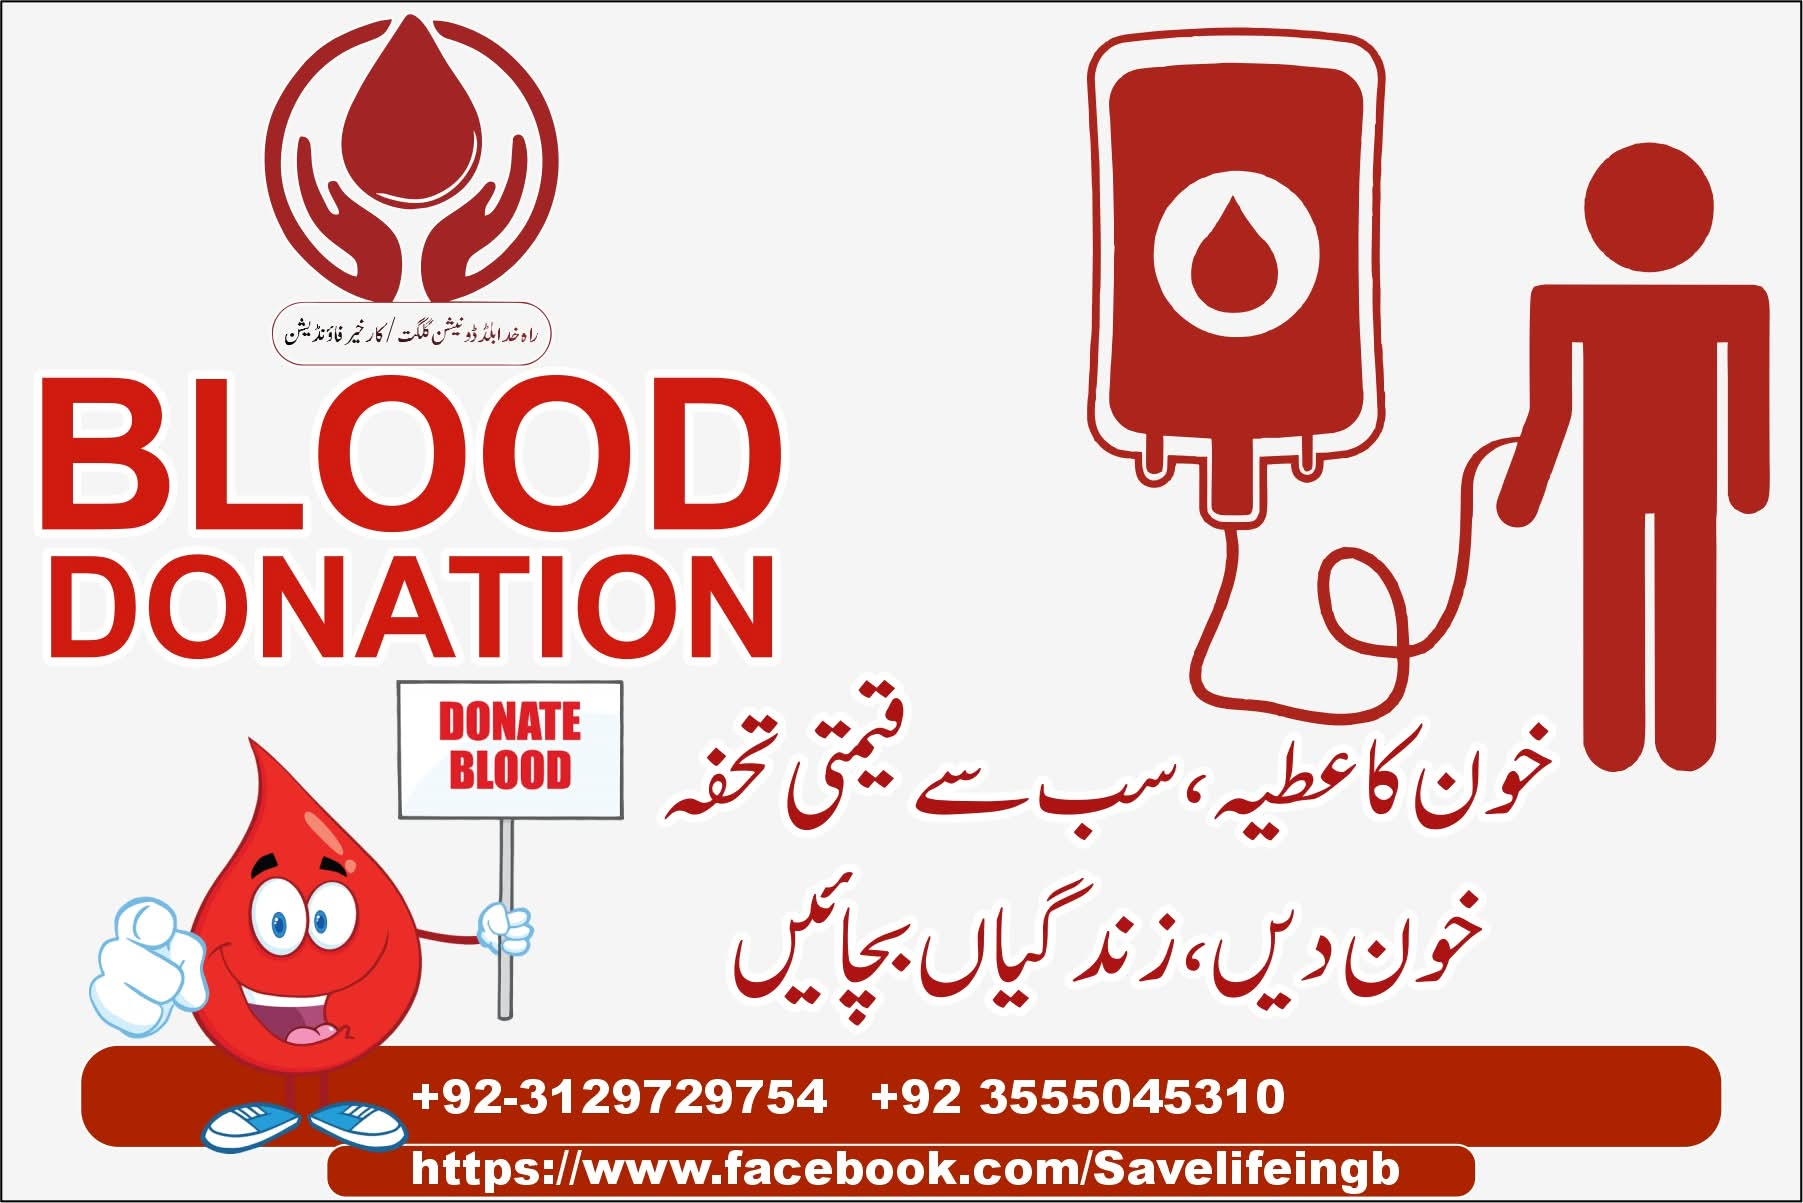 راہ خدا بلڈ ڈونیشن گلگت / کار خیر فاؤنڈیشن
BLOOD
DONATION
DONATE
BLOOD
خون کا عطیہ، سب سے قیمتی تحفہ
خون دیں، زندگیاں بچائیں
+92-3129729754 +92 3555045310
https://www.facebook.com/Savelifeingb